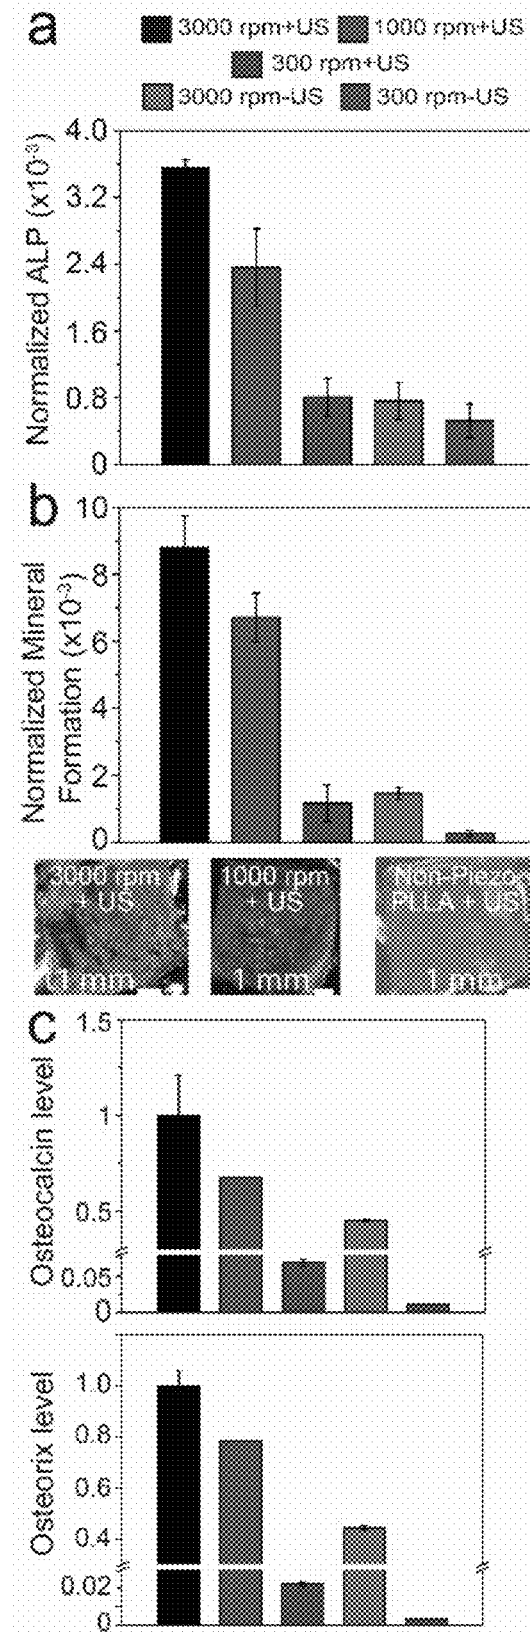 a
3000 rpm+US 1000 rpm+US
300 rpm+US
3000 rpm-US 300 rpm-US
Normalized ALP (x10⁻³)
4.0
3.2
2.4
1.6
0.8
0
b
Normalized Mineral
Formation (x10⁻³)
10
8
6
4
2
0
3000 rpm
+ US
1 mm
1000 rpm
+ US
1 mm
Non-Piezo
PLLA + US
1 mm
c
Osteocalcin level
1.5
1
0.5
0.05
0
Osteorix level
1.0
0.8
0.6
0.4
0.02
0